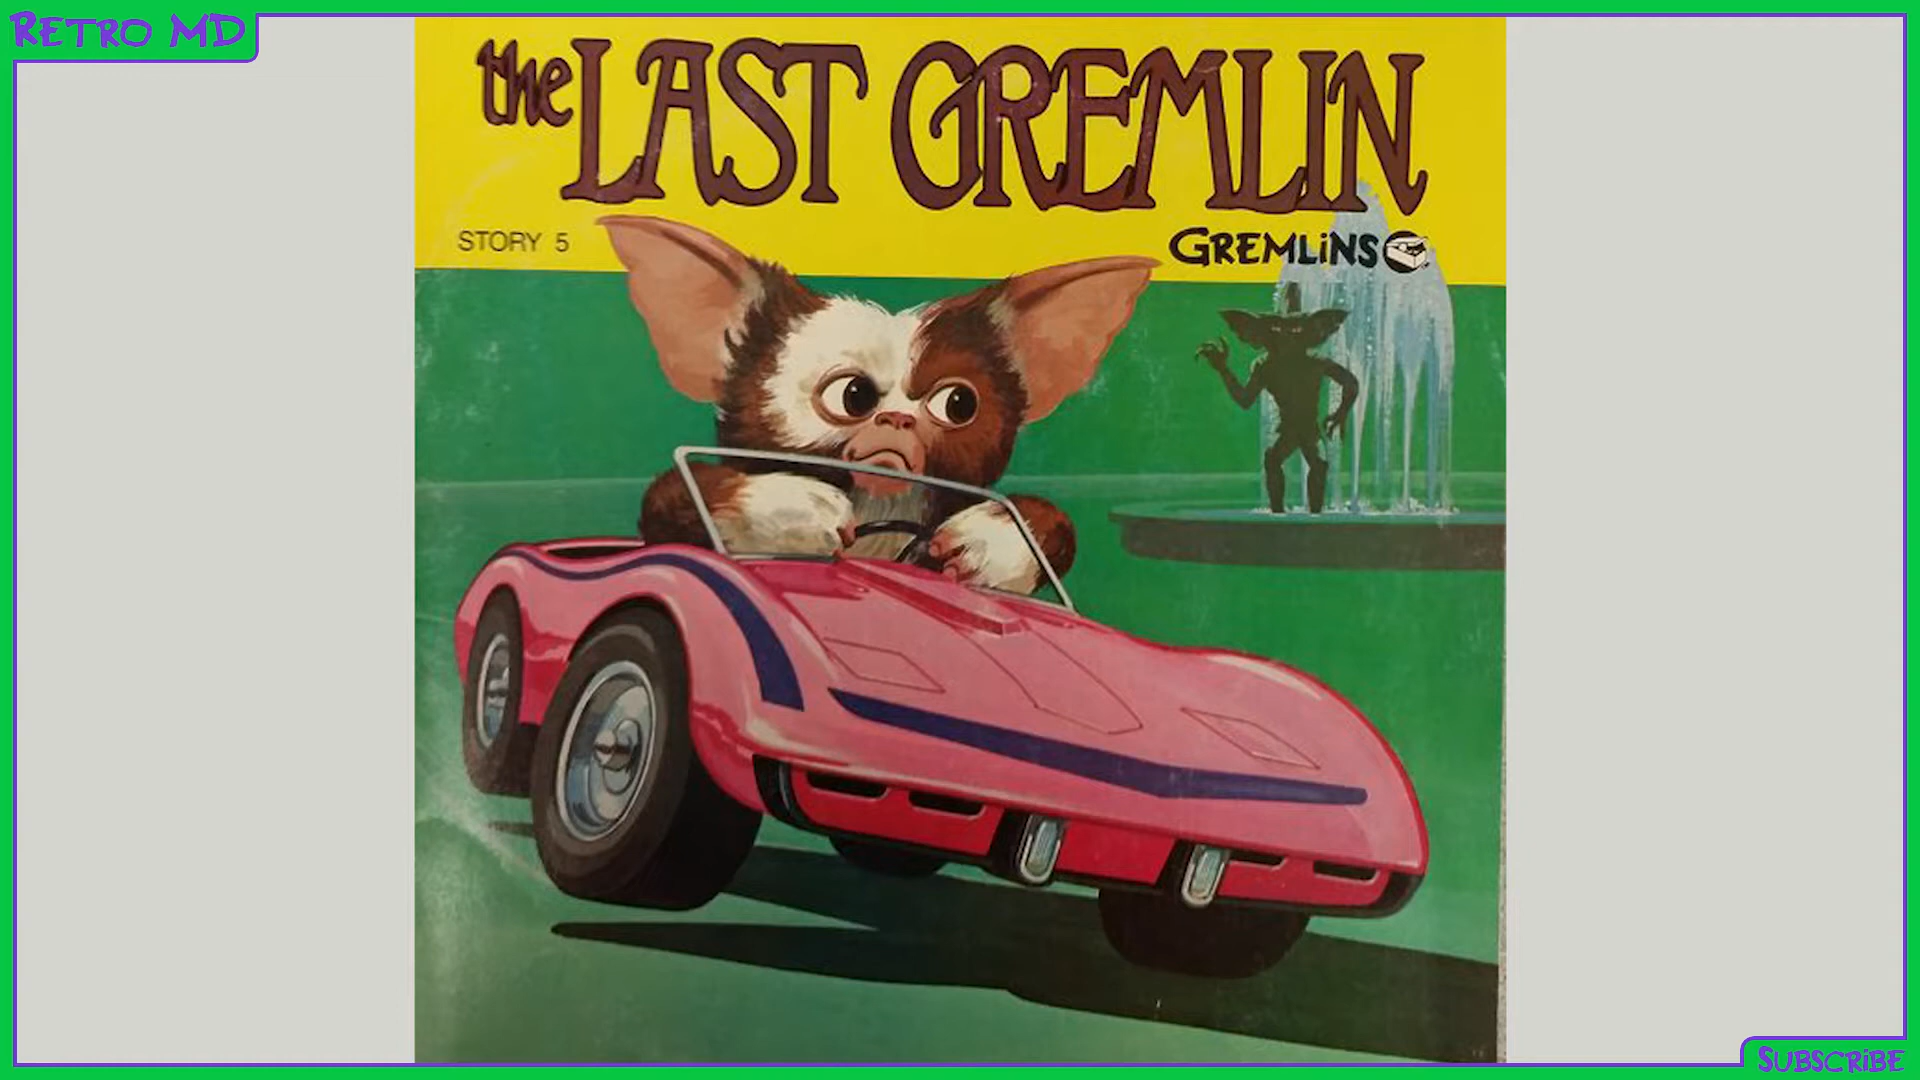 RETRO MD
the LAST GREMLIN
STORY 5
GREMLiNS
SUBSCRiBE